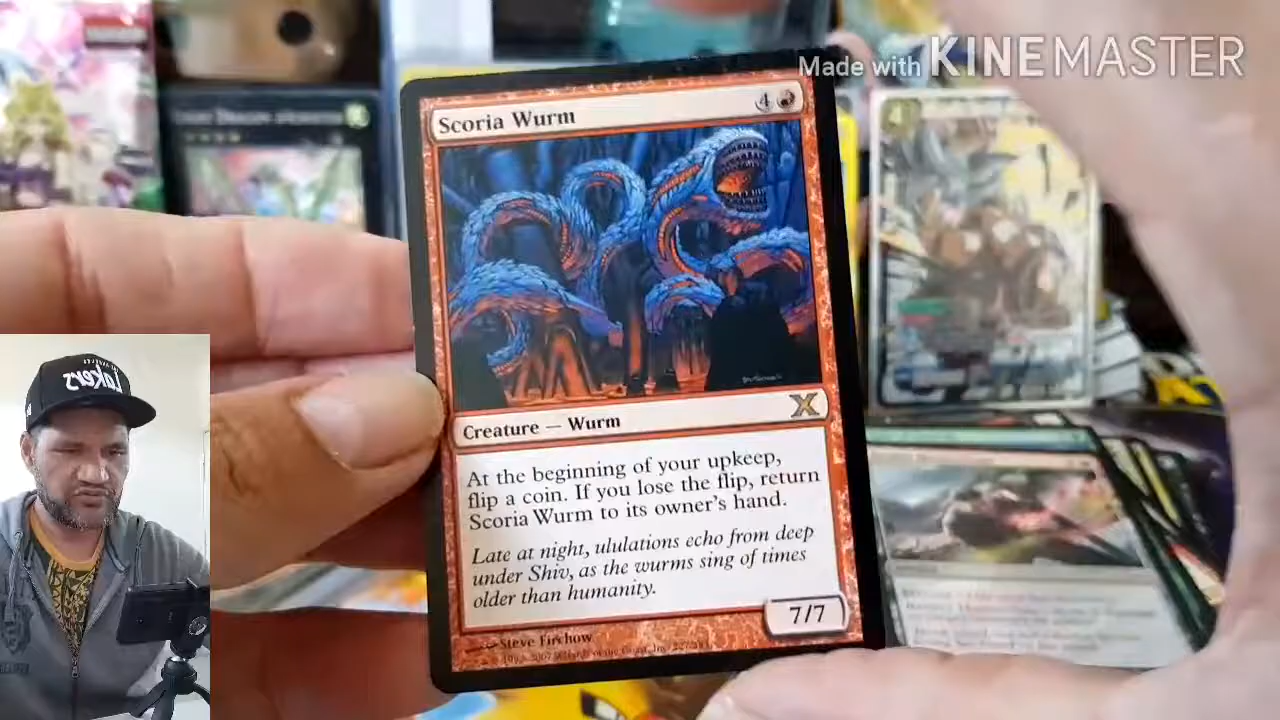 Made with KINEMASTER
Scoria Wurm 4
Creature — Wurm
At the beginning of your upkeep,
flip a coin. If you lose the flip, return
Scoria Wurm to its owner's hand.
Late at night, ululations echo from deep
under Shiv, as the wurms sing of times
older than humanity.
7/7
Steve Firchow
Lakers